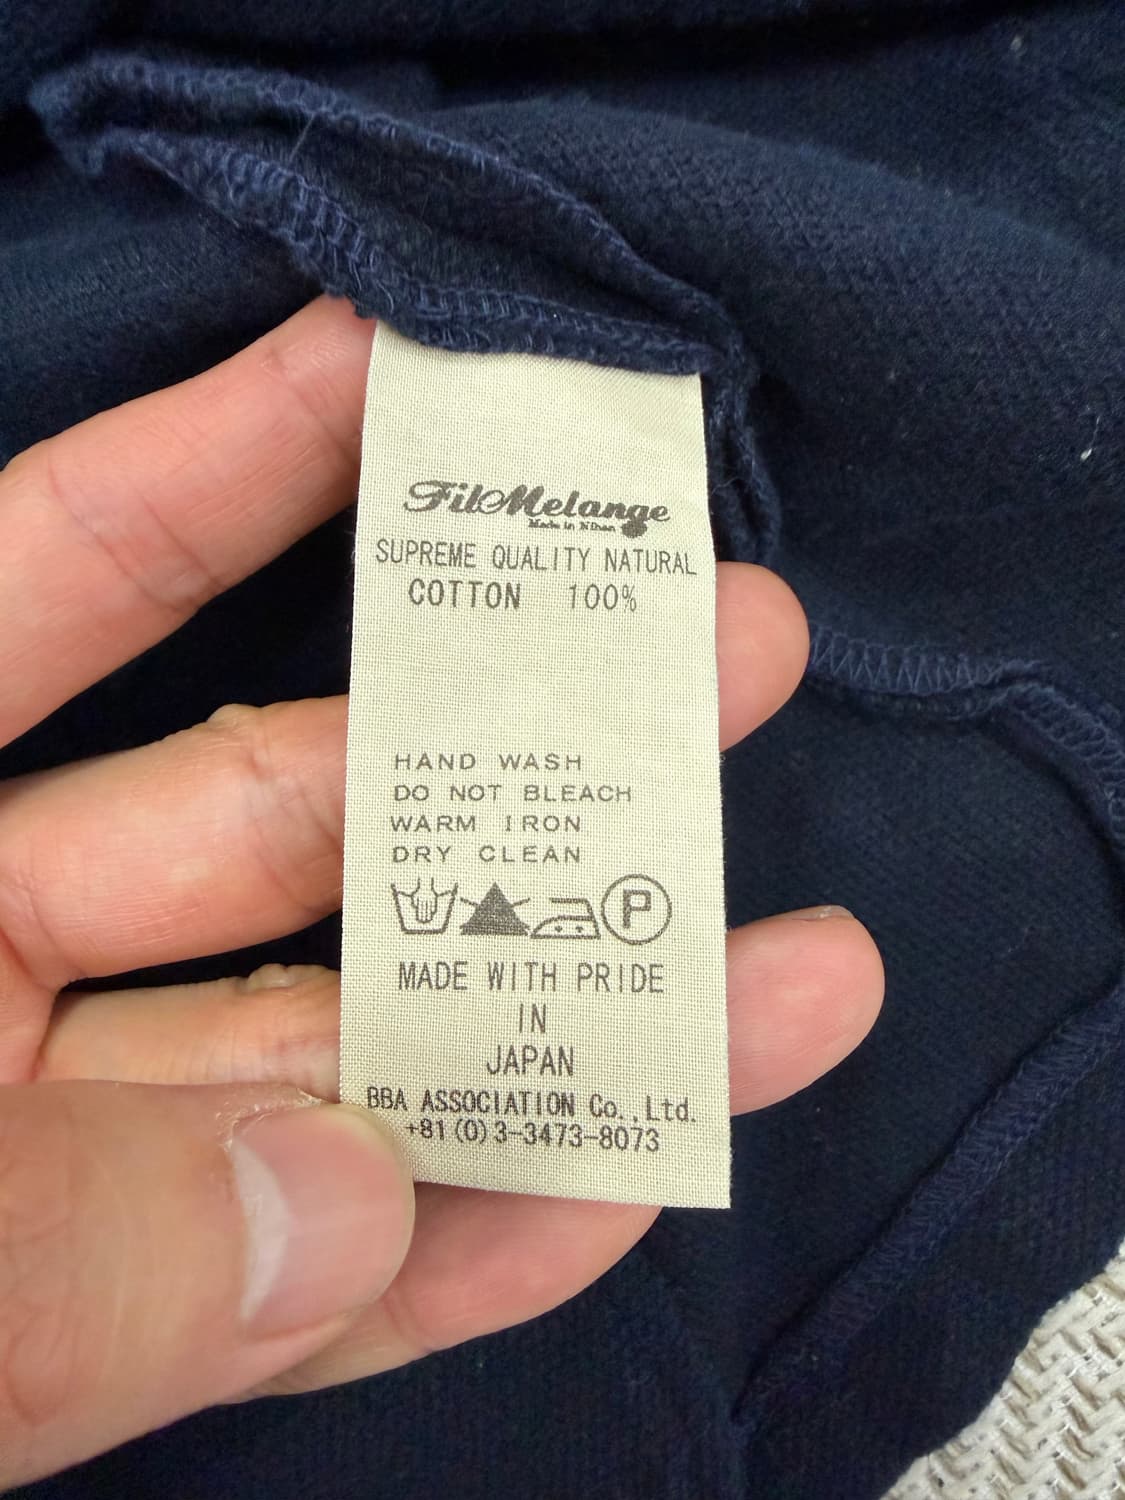 FilMelange
Made in Nihon
SUPREME QUALITY NATURAL
COTTON 100%
HAND WASH
DO NOT BLEACH
WARM IRON
DRY CLEAN
P
MADE WITH PRIDE
IN
JAPAN
BBA ASSOCIATION Co.,Ltd.
+81(0)3-3473-8073